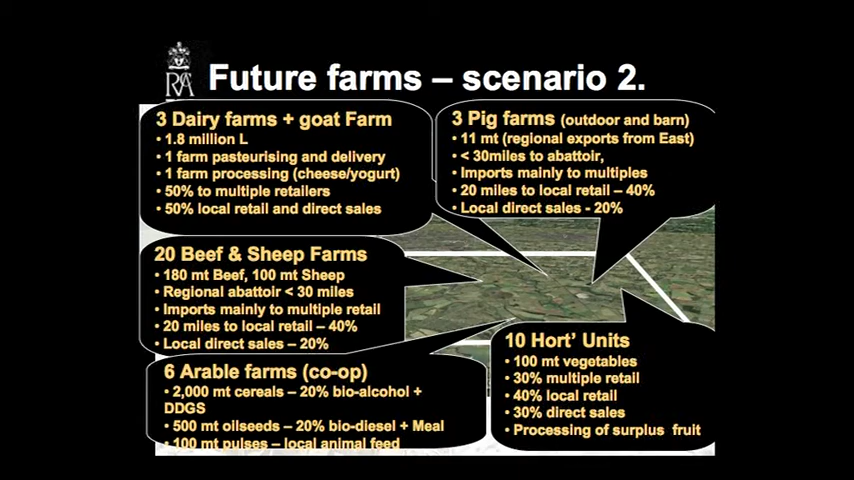 RA
Future farms – scenario 2.
3 Dairy farms + goat Farm
• 1.8 million L
• 1 farm pasteurising and delivery
• 1 farm processing (cheese/yogurt)
• 50% to multiple retailers
• 50% local retail and direct sales
3 Pig farms (outdoor and barn)
• 11 mt (regional exports from East)
• < 30miles to abattoir,
• Imports mainly to multiples
• 20 miles to local retail – 40%
• Local direct sales - 20%
20 Beef & Sheep Farms
• 180 mt Beef, 100 mt Sheep
• Regional abattoir < 30 miles
• Imports mainly to multiple retail
• 20 miles to local retail – 40%
• Local direct sales – 20%
6 Arable farms (co-op)
• 2,000 mt cereals – 20% bio-alcohol +
DDGS
• 500 mt oilseeds – 20% bio-diesel + Meal
• 100 mt pulses – local animal feed
10 Hort’ Units
• 100 mt vegetables
• 30% multiple retail
• 40% local retail
• 30% direct sales
• Processing of surplus fruit